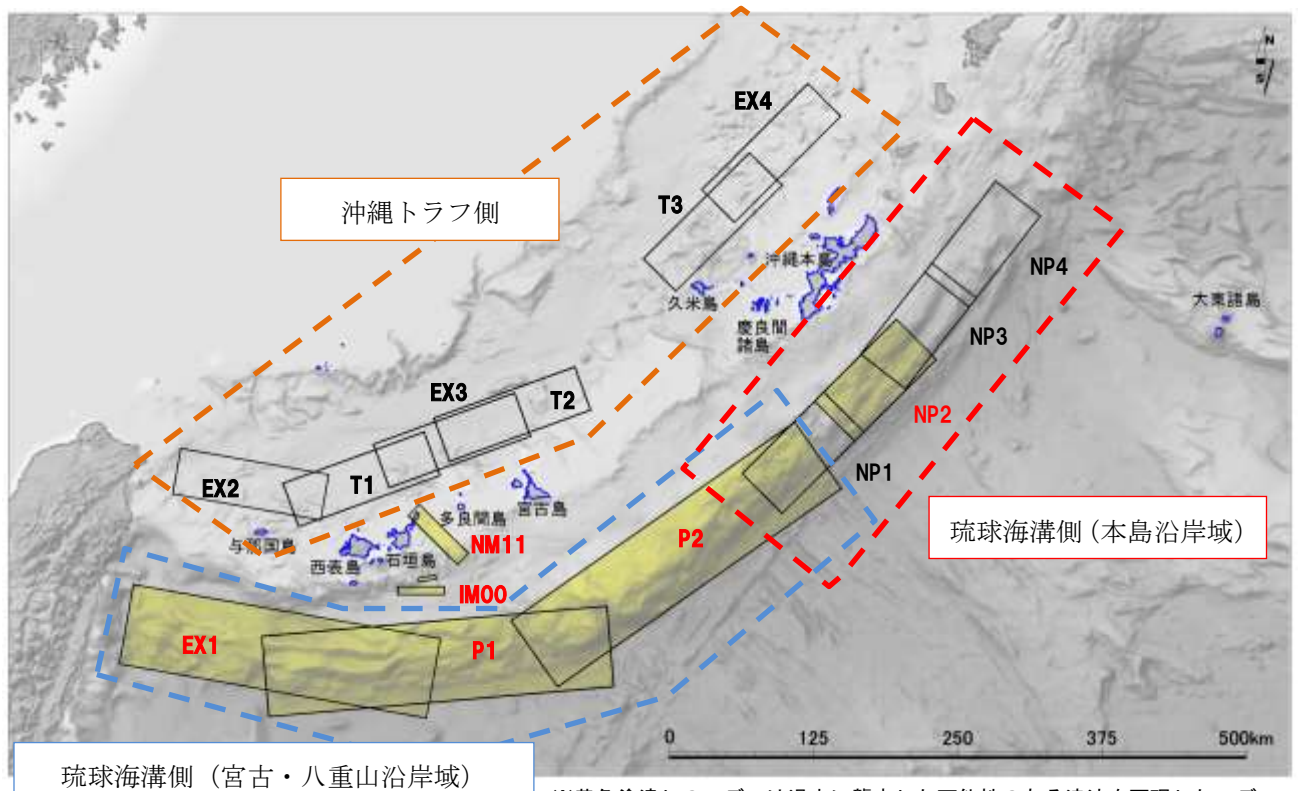 N
S
EX4
沖縄トラフ側
T3
沖縄本島
久米島
慶良間
諸島
NP4
大東諸島
NP3
EX3
T2
NP2
EX2
T1
NP1
宮古島
多良間島
与那国島
石垣島
西表島
NM11
P2
琉球海溝側(本島沿岸域)
IM00
EX1
P1
0 125 250 375 500km
琉球海溝側(宮古・八重山沿岸域)